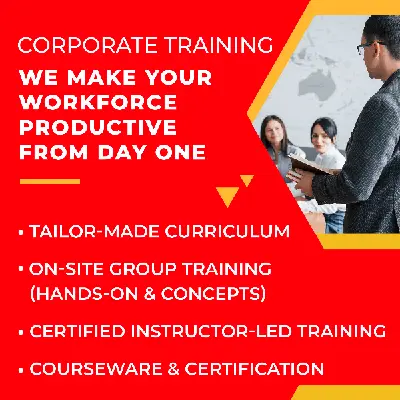 CORPORATE TRAINING
WE MAKE YOUR
WORKFORCE
PRODUCTIVE
FROM DAY ONE
▪ TAILOR-MADE CURRICULUM
▪ ON-SITE GROUP TRAINING
(HANDS-ON & CONCEPTS)
▪ CERTIFIED INSTRUCTOR-LED TRAINING
▪ COURSEWARE & CERTIFICATION